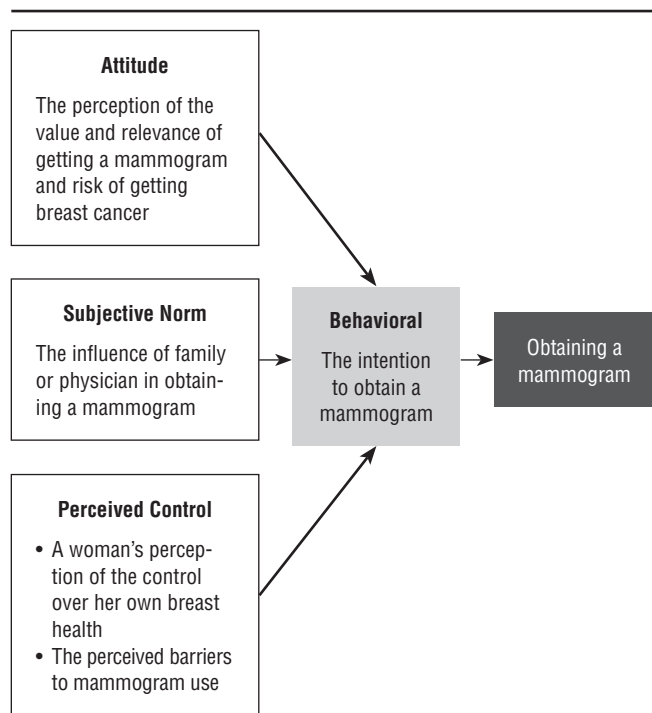 Attitude
The perception of the
value and relevance of
getting a mammogram
and risk of getting
breast cancer
Subjective Norm
The influence of family
or physician in obtain-
ing a mammogram
Perceived Control
• A woman's percep-
tion of the control
over her own breast
health
• The perceived barriers
to mammogram use
Behavioral
The intention
to obtain a
mammogram
Obtaining a
mammogram